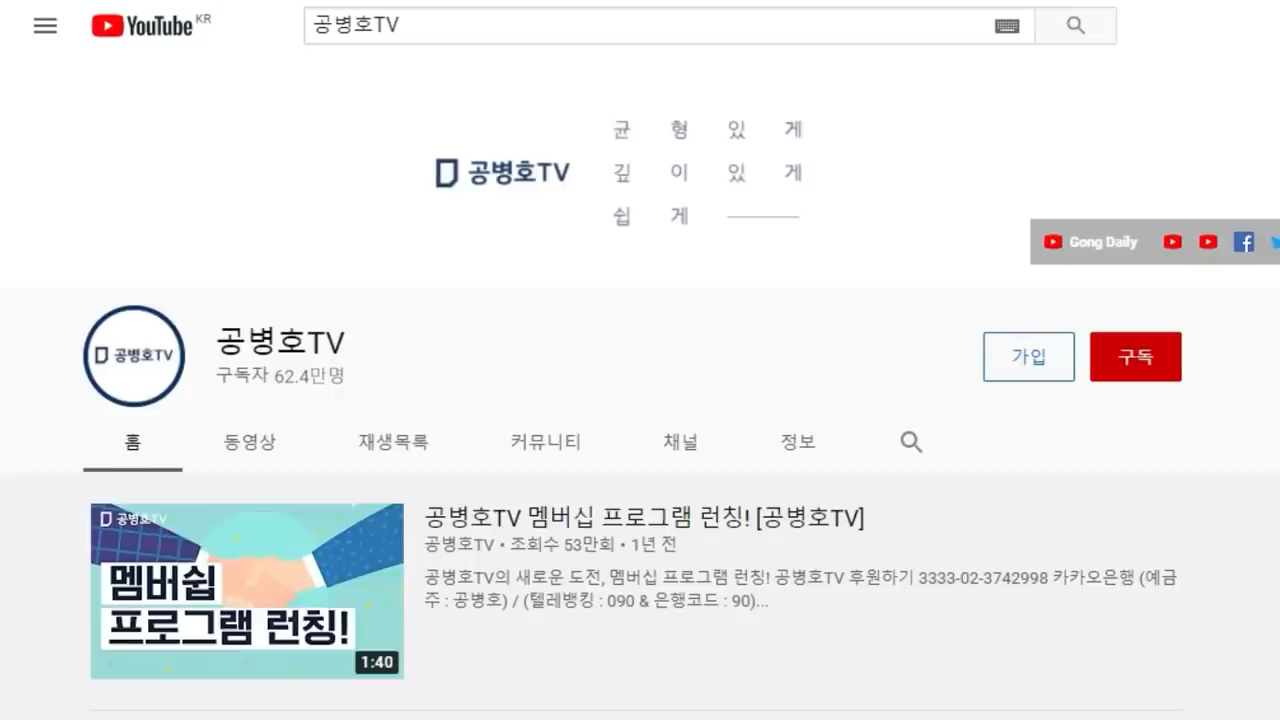 YouTube KR
공병호TV
균형있게
공병호TV
깊이있게
쉽게
Gong Daily
공병호TV
공병호TV
구독자 62.4만명
가입
구독
홈
동영상
재생목록
커뮤니티
채널
정보
공병호TV
멤버쉽
프로그램 런칭!
1:40
공병호TV 멤버십 프로그램 런칭! [공병호TV]
공병호TV • 조회수 53만회 • 1년 전
공병호TV의 새로운 도전, 멤버십 프로그램 런칭! 공병호TV 후원하기 3333-02-3742998 카카오은행 (예금
주 : 공병호) / (텔레뱅킹 : 090 & 은행코드 : 90)...